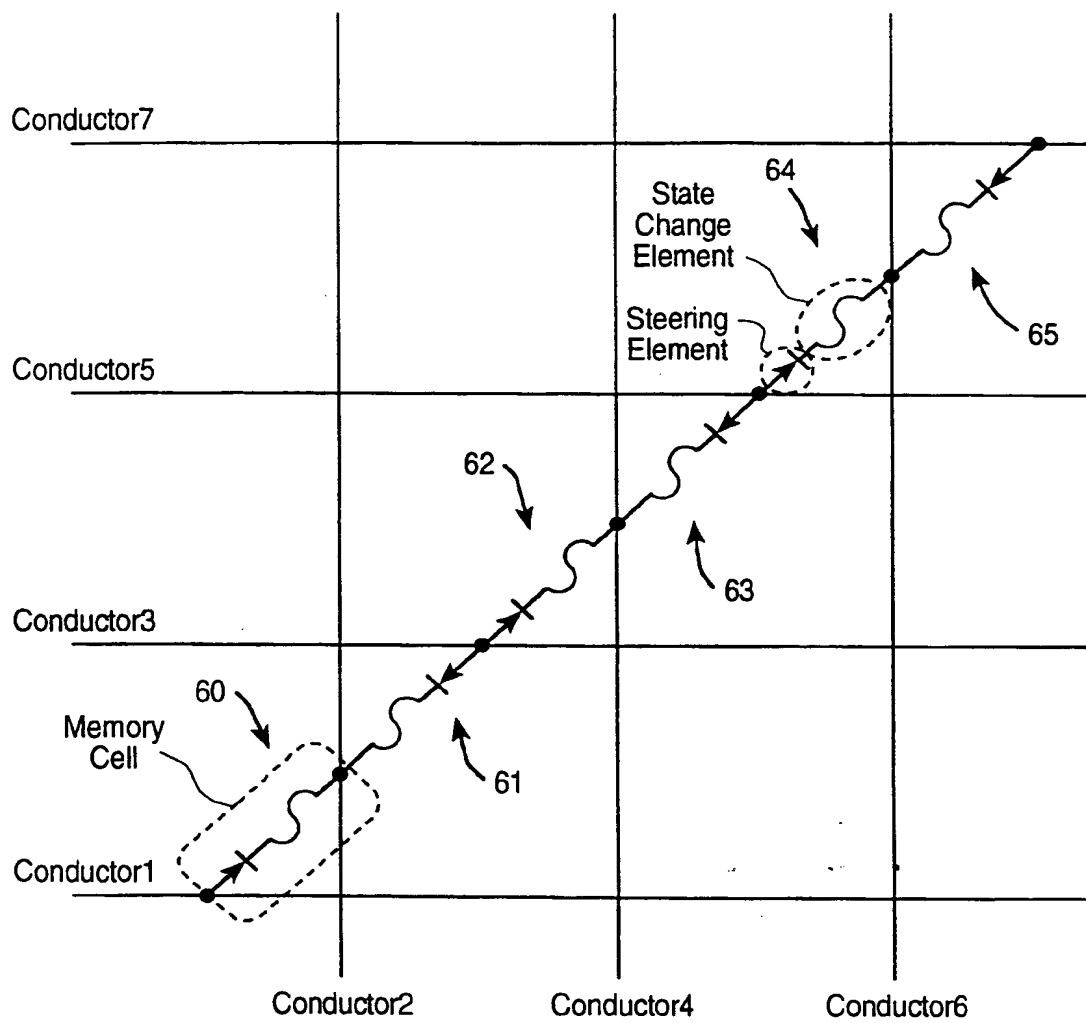 Conductor7
64
State
Change
Element
65
Steering
Element
Conductor5
62
63
Conductor3
60
Memory
Cell
61
Conductor1
Conductor2
Conductor4
Conductor6